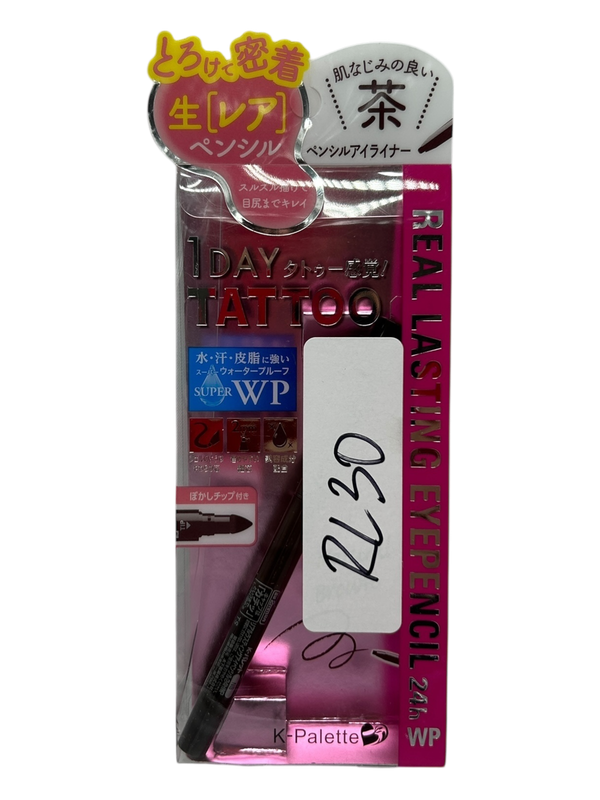 とろけて密着
生[レア]
ペンシル
スルスル描けて
目尻までキレイ
肌なじみの良い
茶
ペンシルアイライナー
1DAY タトゥー感覚!
TATTOO
水・汗・皮脂に強い
スーパーウォータープルーフ
SUPER WP
ぼかしチップ付き
RL30
K-Palette
REAL LASTING EYEPENCIL 24h WP